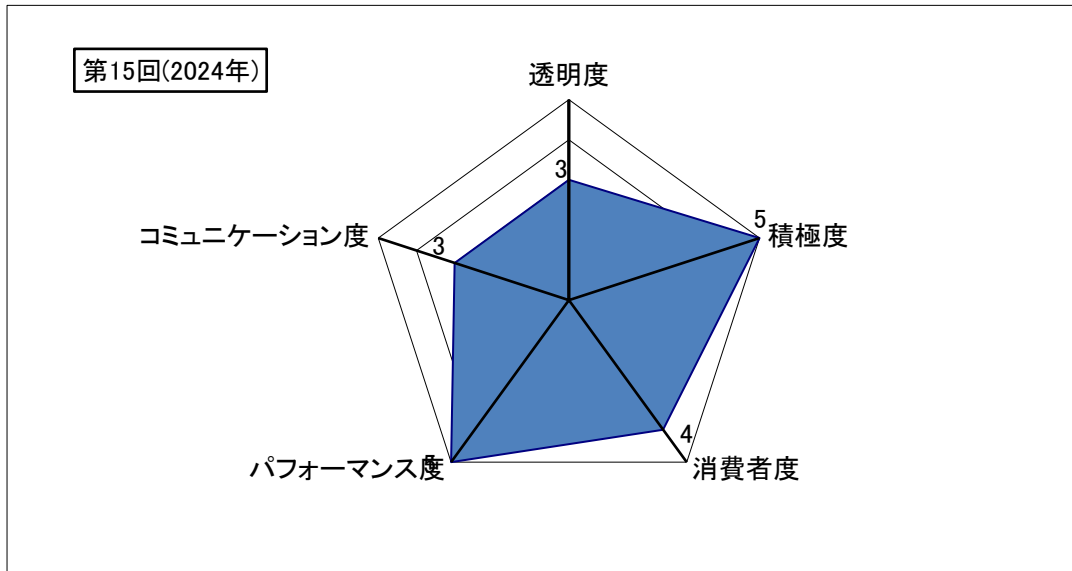 第15回(2024年)
透明度
3
5
積極度
コミュニケーション度
3
4
消費者度
パフォーマンス度
5